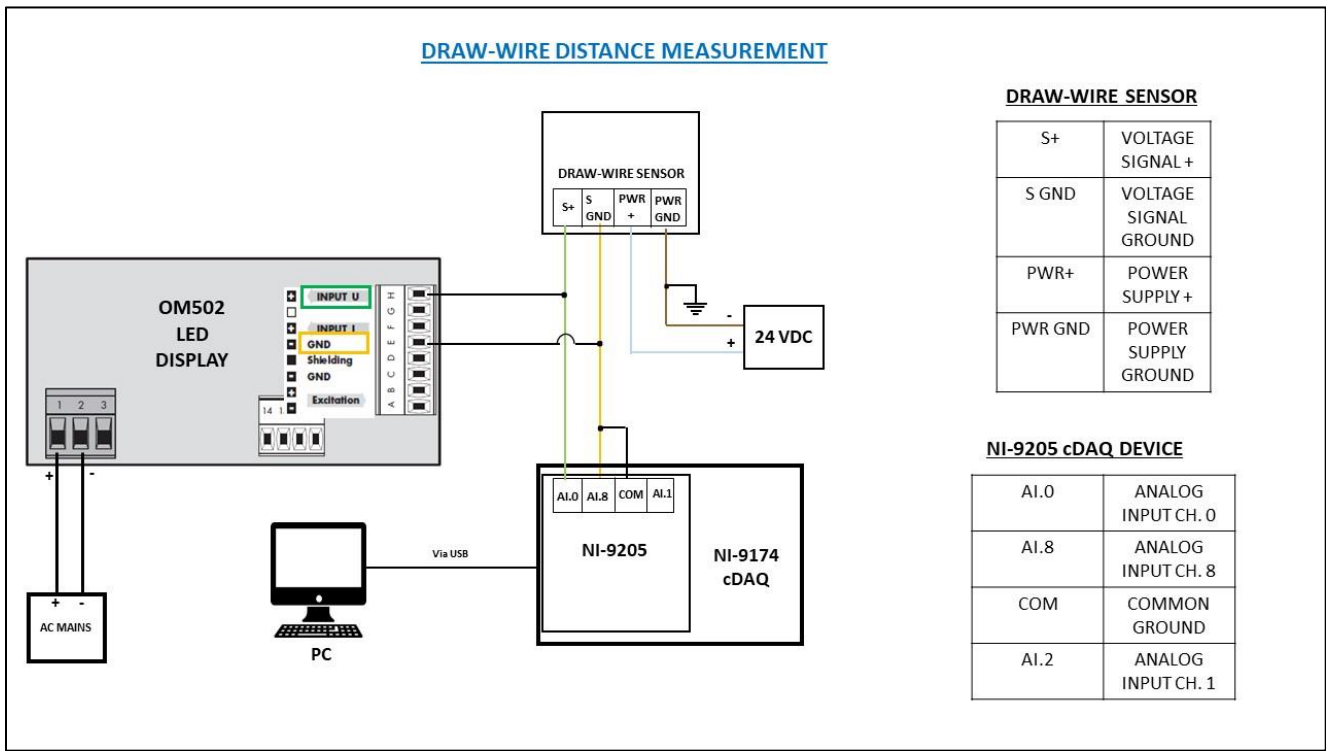 DRAW-WIRE DISTANCE MEASUREMENT
DRAW-WIRE SENSOR
S+
S
GND
PWR
+
PWR
GND
OM502
LED
DISPLAY
INPUT U
INPUT I
GND
Shielding
GND
Excitation
H
G
F
E
D
C
B
A
1 2 3
14 1
+
-
+ -
AC MAINS
-
+
24 VDC
AI.0
AI.8
COM
AI.1
NI-9205
NI-9174
cDAQ
Via USB
PC
DRAW-WIRE SENSOR
S+
VOLTAGE
SIGNAL +
S GND
VOLTAGE
SIGNAL
GROUND
PWR+
POWER
SUPPLY +
PWR GND
POWER
SUPPLY
GROUND
NI-9205 cDAQ DEVICE
AI.0
ANALOG
INPUT CH. 0
AI.8
ANALOG
INPUT CH. 8
COM
COMMON
GROUND
AI.2
ANALOG
INPUT CH. 1